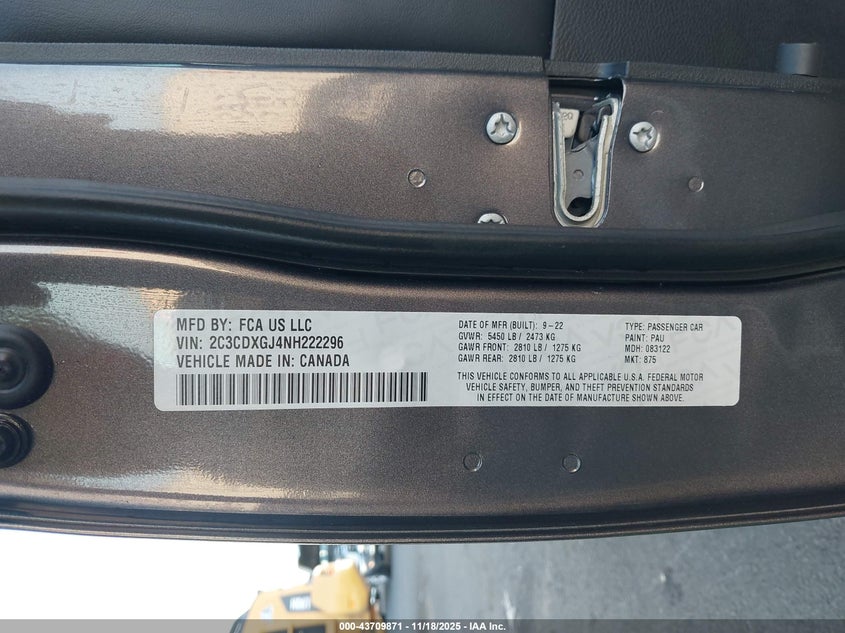 MFD BY: FCA US LLC
VIN: 2C3CDXGJ4NH222296
VEHICLE MADE IN: CANADA
DATE OF MFR (BUILT): 9-22
GVWR: 5450 LB / 2473 KG
GAWR FRONT: 2810 LB / 1275 KG
GAWR REAR: 2810 LB / 1275 KG
TYPE: PASSENGER CAR
PAINT: PAU
MDH: 083122
MKT: 875
THIS VEHICLE CONFORMS TO ALL APPLICABLE U.S.A. FEDERAL MOTOR
VEHICLE SAFETY, BUMPER, AND THEFT PREVENTION STANDARDS
IN EFFECT ON THE DATE OF MANUFACTURE SHOWN ABOVE.
000-43709871 - 11/18/2025 - IAA Inc.